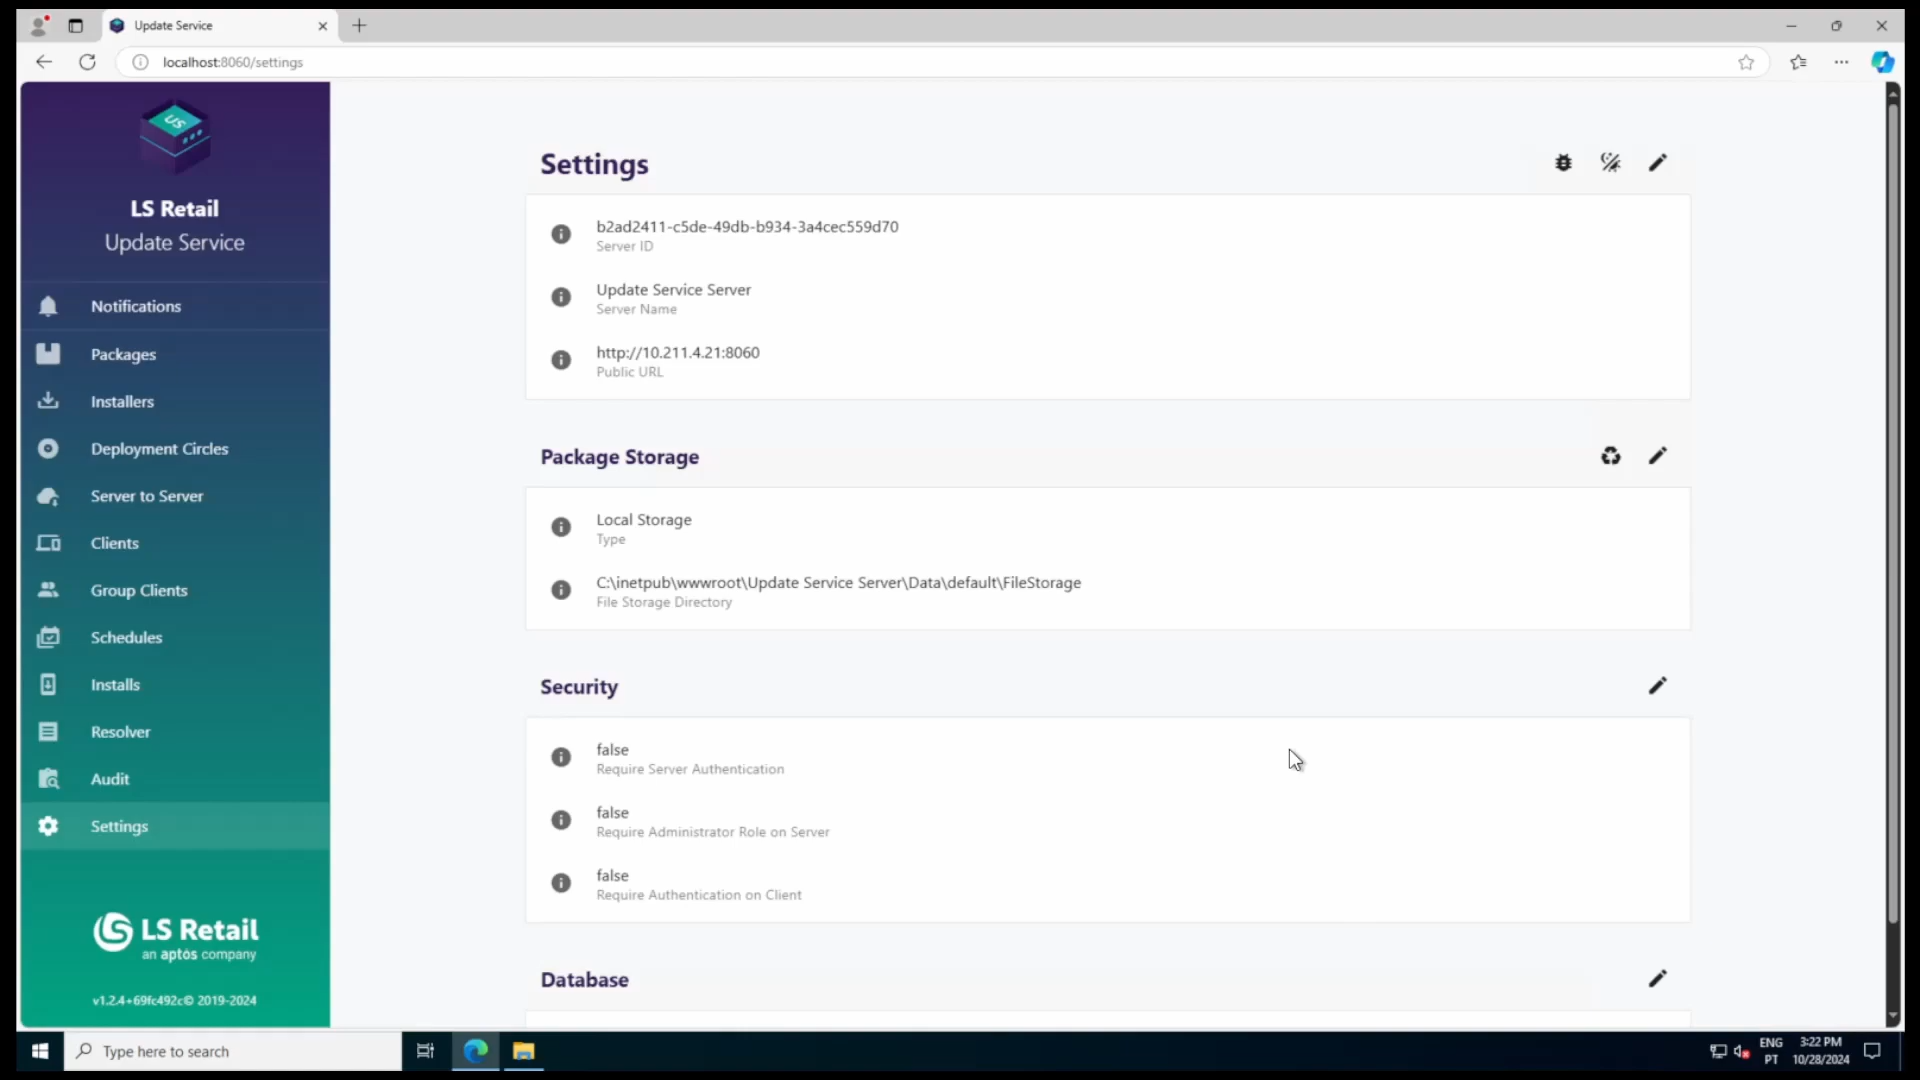 Update Service
localhost:8060/settings
US
LS Retail
Update Service
Notifications
Packages
Installers
Deployment Circles
Server to Server
Clients
Group Clients
Schedules
Installs
Resolver
Audit
Settings
LS Retail
an aptos company
v1.2.4+69fc492c© 2019-2024
Settings
b2ad2411-c5de-49db-b934-3a4cec559d70
Server ID
Update Service Server
Server Name
http://10.211.4.21:8060
Public URL
Package Storage
Local Storage
Type
C:\inetpub\wwwroot\Update Service Server\Data\default\FileStorage
File Storage Directory
Security
false
Require Server Authentication
false
Require Administrator Role on Server
false
Require Authentication on Client
Database
Type here to search
ENG
PT
3:22 PM
10/28/2024